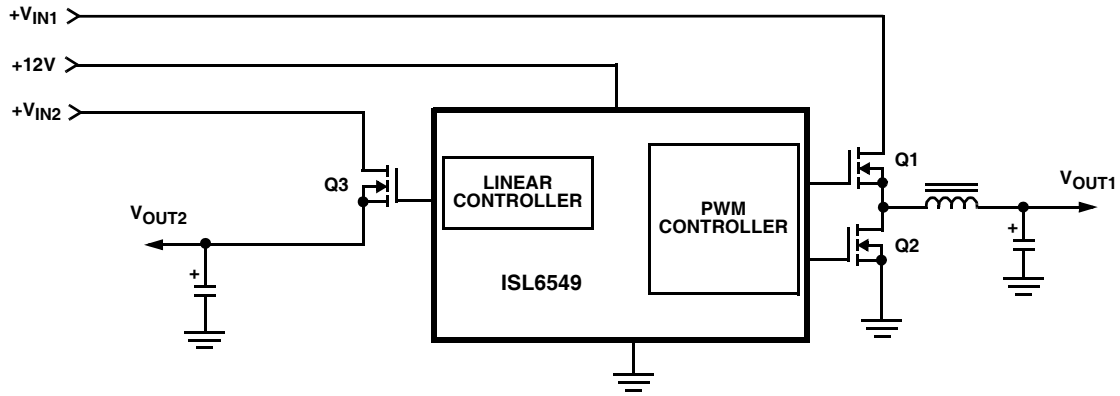 +VIN1
+12V
+VIN2
Q3
LINEAR
CONTROLLER
PWM
CONTROLLER
Q1
VOUT1
VOUT2
+
Q2
+
ISL6549